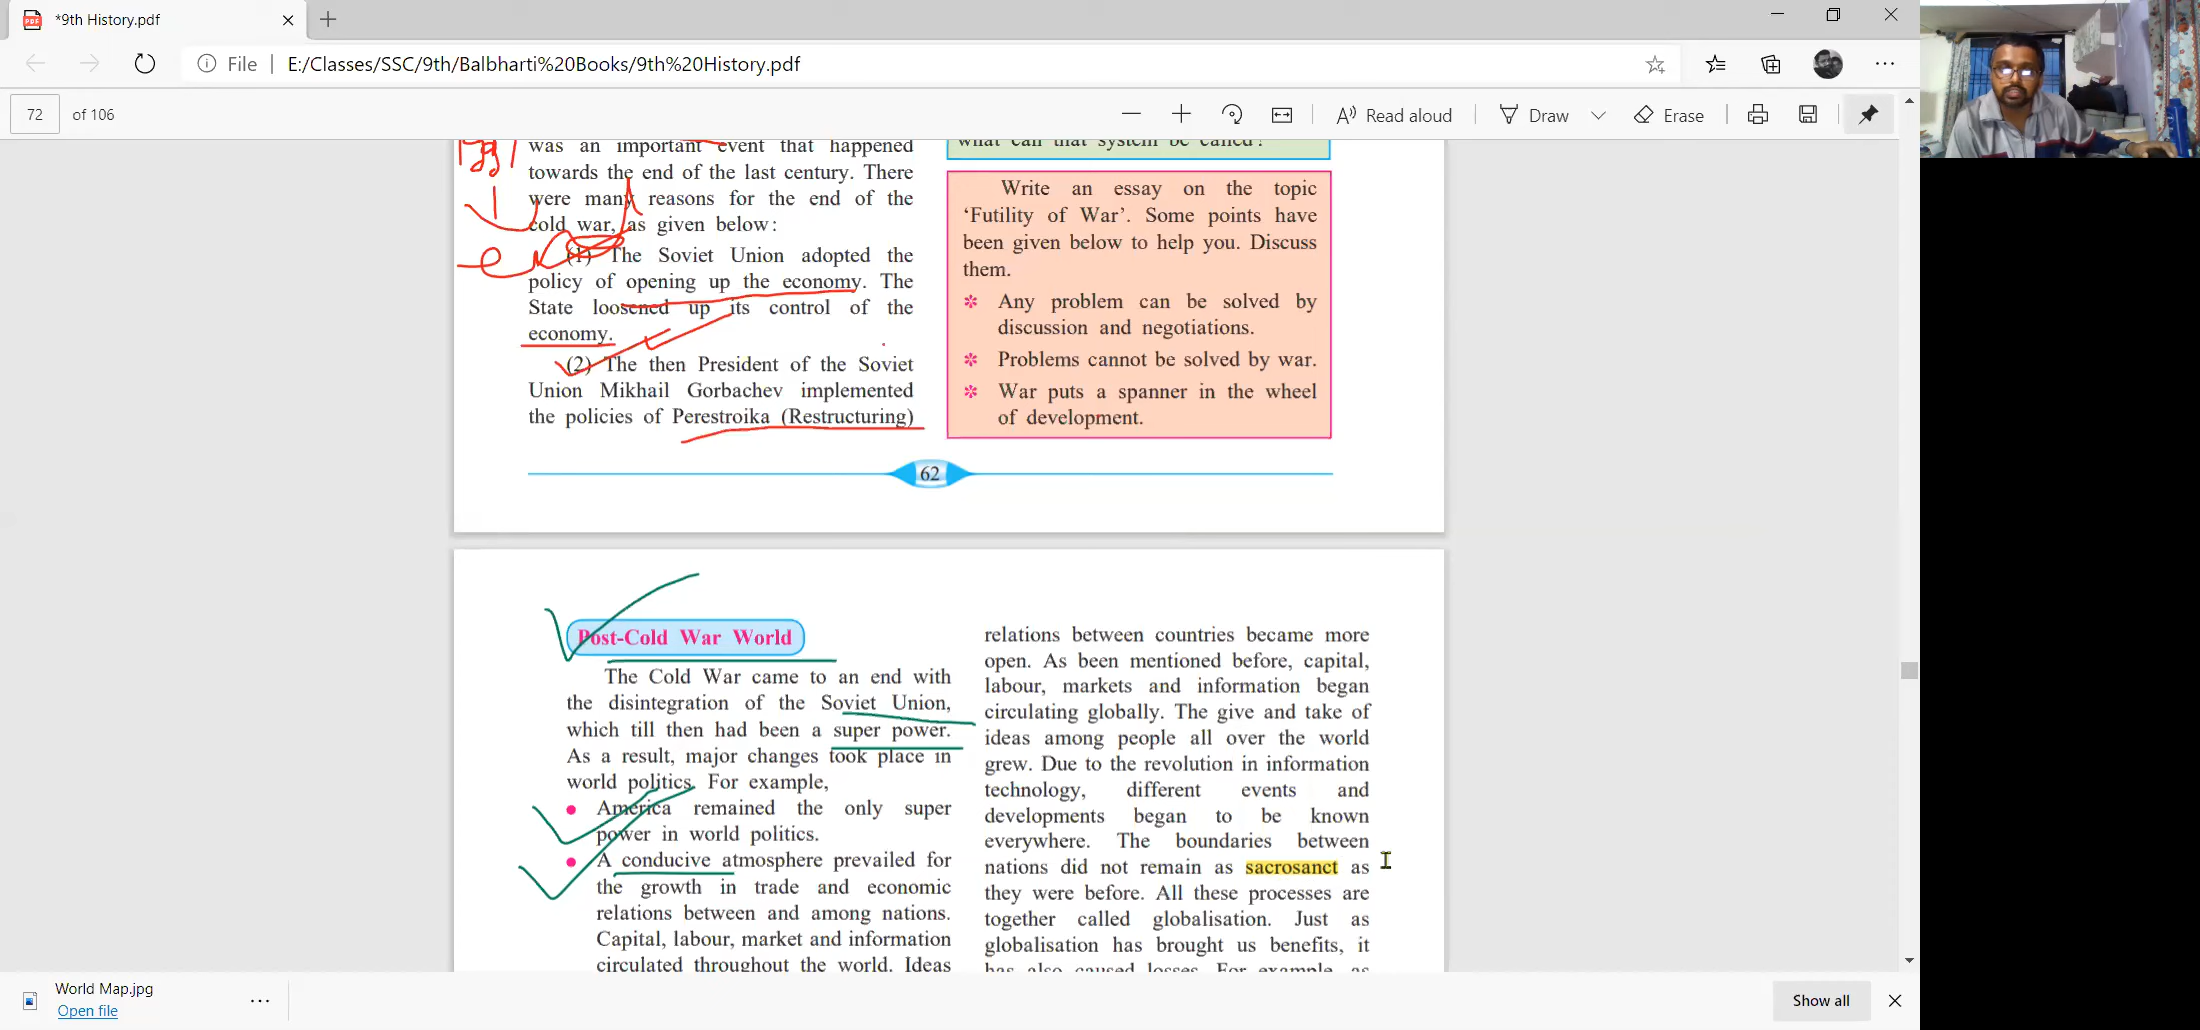 *9th History.pdf
File
E:/Classes/SSC/9th/Balbharti%20Books/9th%20History.pdf
72
of 106
Read aloud
Draw
Erase
was an important event that happened
towards the end of the last century. There
were many reasons for the end of the
cold war, as given below:
(1) The Soviet Union adopted the
policy of opening up the economy. The
State loosened up its control of the
economy.
(2) The then President of the Soviet
Union Mikhail Gorbachev implemented
the policies of Perestroika (Restructuring)
what can that system be called?
Write an essay on the topic
‘Futility of War’. Some points have
been given below to help you. Discuss
them.
Any problem can be solved by
discussion and negotiations.
Problems cannot be solved by war.
War puts a spanner in the wheel
of development.
62
Post-Cold War World
The Cold War came to an end with
the disintegration of the Soviet Union,
which till then had been a super power.
As a result, major changes took place in
world politics. For example,
• America remained the only super
power in world politics.
• A conducive atmosphere prevailed for
the growth in trade and economic
relations between and among nations.
Capital, labour, market and information
circulated throughout the world. Ideas
relations between countries became more
open. As been mentioned before, capital,
labour, markets and information began
circulating globally. The give and take of
ideas among people all over the world
grew. Due to the revolution in information
technology, different events and
developments began to be known
everywhere. The boundaries between
nations did not remain as sacrosanct as
they were before. All these processes are
together called globalisation. Just as
globalisation has brought us benefits, it
has also caused losses. For example, as
World Map.jpg
Open file
Show all